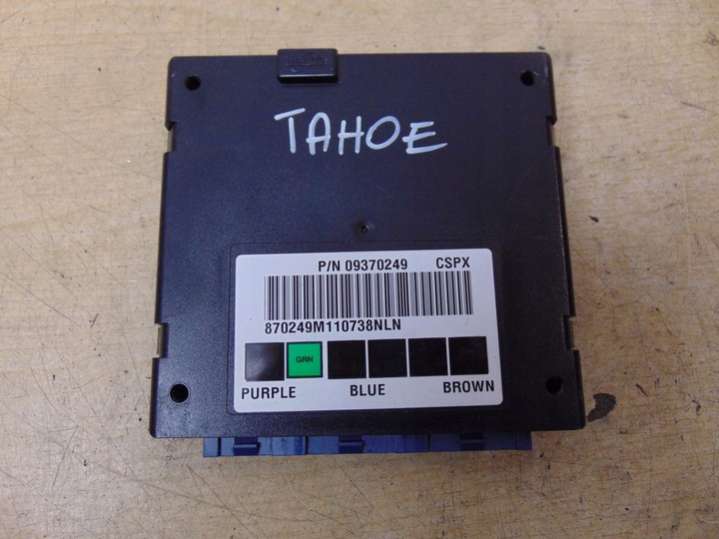 TAHOE
P/N 09370249 CSPX
870249M110738NLN
GRN
PURPLE BLUE BROWN